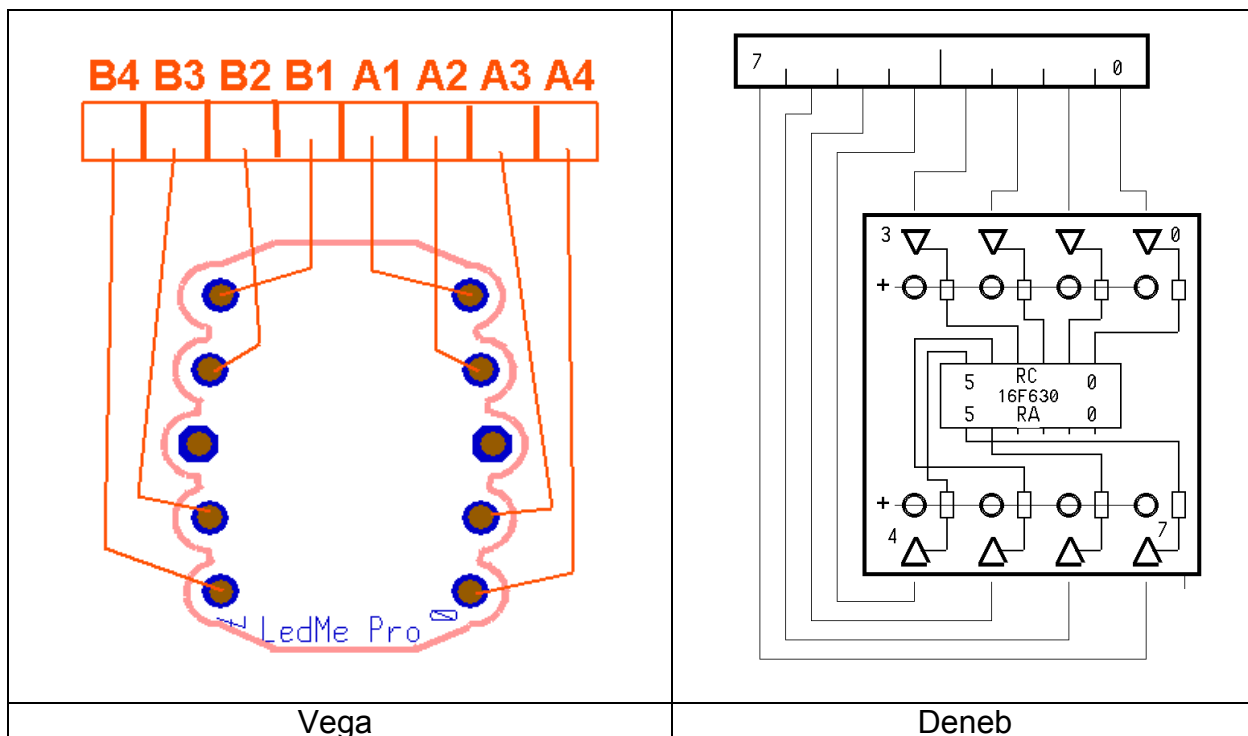 B4 B3 B2 B1 A1 A2 A3 A4
LedMe Pro
Vega
7 0
3 0
+
5 RC 0
16F630
5 RA 0
+
4 7
Deneb